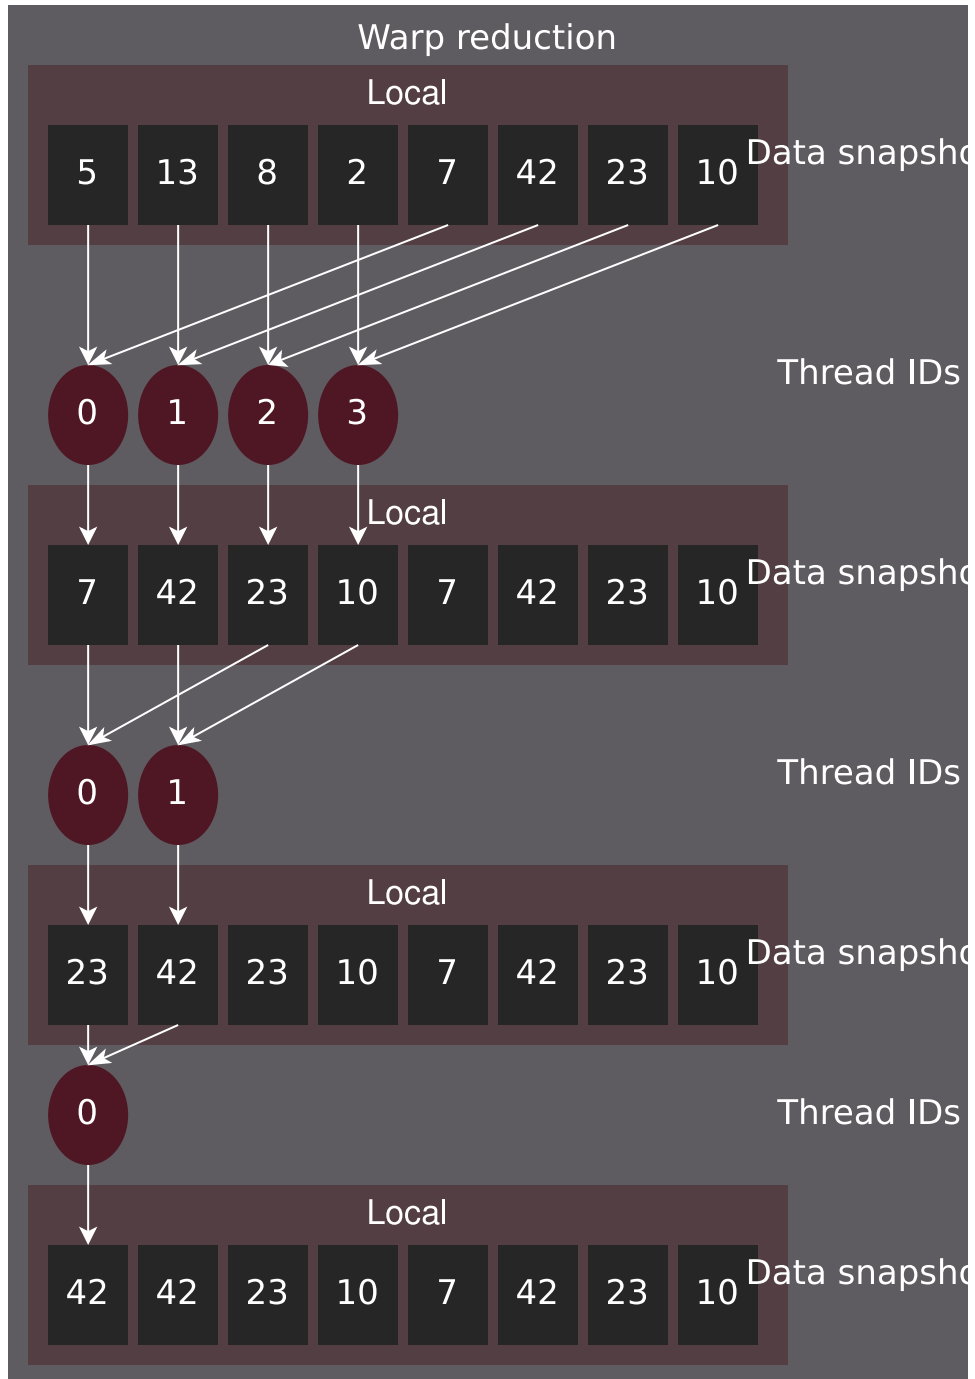 Warp reduction
Local
5 13 8 2 7 42 23 10 Data snapsho
0 1 2 3 Thread IDs
Local
7 42 23 10 7 42 23 10 Data snapsho
0 1 Thread IDs
Local
23 42 23 10 7 42 23 10 Data snapsho
0 Thread IDs
Local
42 42 23 10 7 42 23 10 Data snapsho